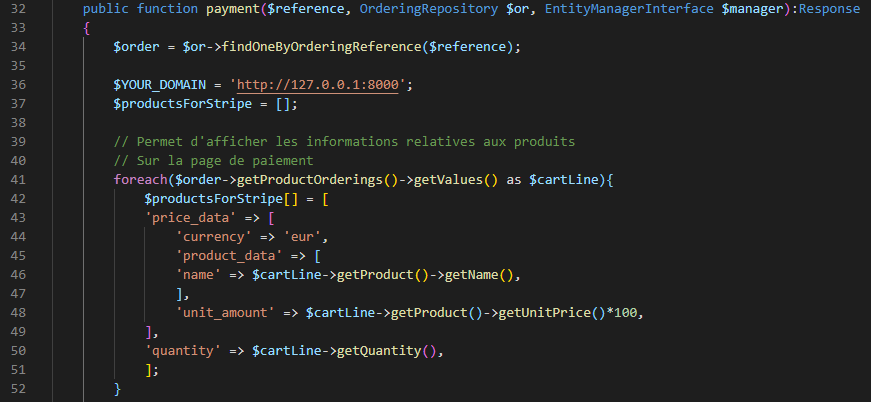 32 public function payment($reference, OrderingRepository $or, EntityManagerInterface $manager):Response
33 {
34 $order = $or->findOneByOrderingReference($reference);
35
36 $YOUR_DOMAIN = 'http://127.0.0.1:8000';
37 $productsForStripe = [];
38
39 // Permet d'afficher les informations relatives aux produits
40 // Sur la page de paiement
41 foreach($order->getProductOrderings()->getValues() as $cartLine){
42 $productsForStripe[] = [
43 'price_data' => [
44 'currency' => 'eur',
45 'product_data' => [
46 'name' => $cartLine->getProduct()->getName(),
47 ],
48 'unit_amount' => $cartLine->getProduct()->getUnitPrice()*100,
49 ],
50 'quantity' => $cartLine->getQuantity(),
51 ];
52 }